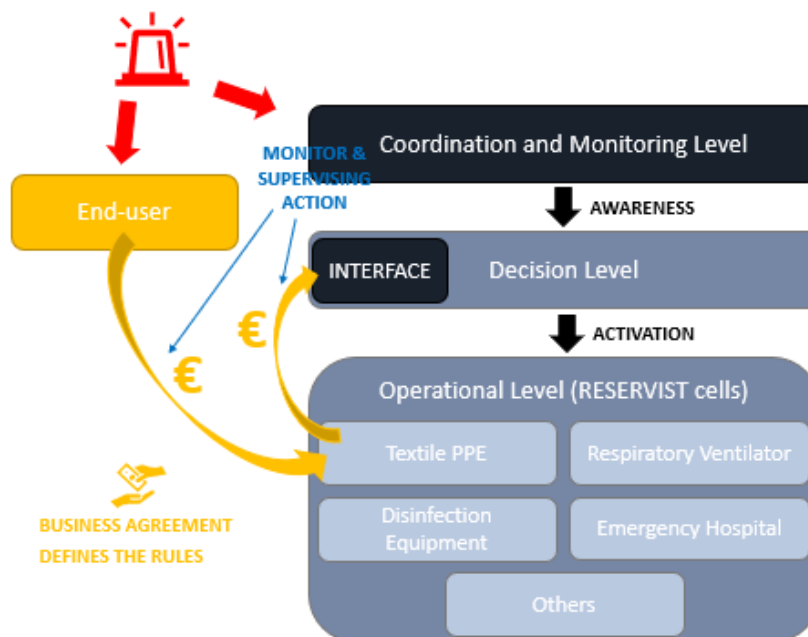 Coordination and Monitoring Level
MONITOR &
SUPERVISING
ACTION
End-user
AWARENESS
INTERFACE
Decision Level
€
ACTIVATION
€
Operational Level (RESERVIST cells)
Textile PPE
Respiratory Ventilator
Disinfection
Equipment
Emergency Hospital
BUSINESS AGREEMENT
DEFINES THE RULES
Others